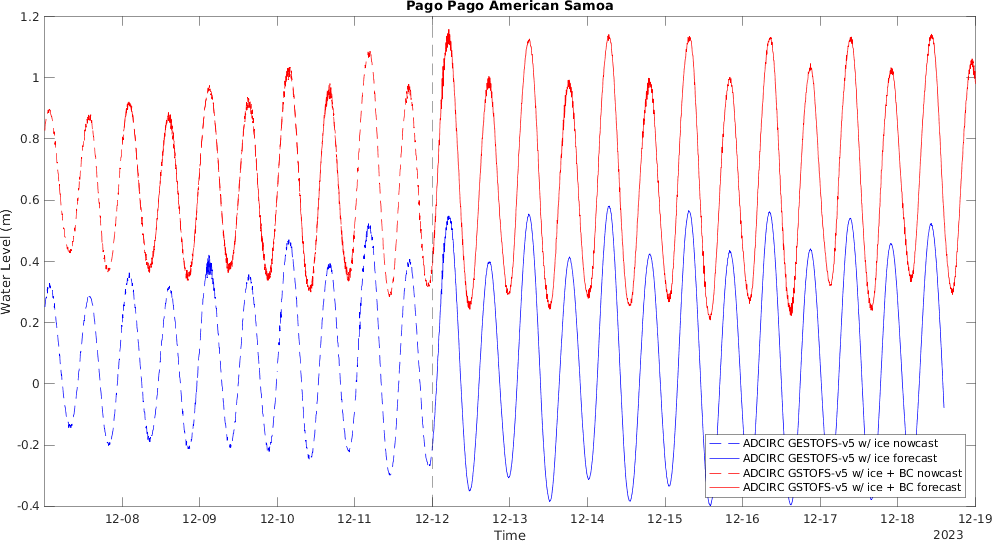 Pago Pago American Samoa
1.2
1
0.8
0.6
0.4
0.2
0
-0.2
-0.4
Water Level (m)
ADCIRC GESTOFS-v5 w/ ice nowcast
ADCIRC GESTOFS-v5 w/ ice forecast
ADCIRC GSTOFS-v5 w/ ice + BC nowcast
ADCIRC GSTOFS-v5 w/ ice + BC forecast
12-08 12-09 12-10 12-11 12-12 12-13 12-14 12-15 12-16 12-17 12-18 12-19
Time
2023